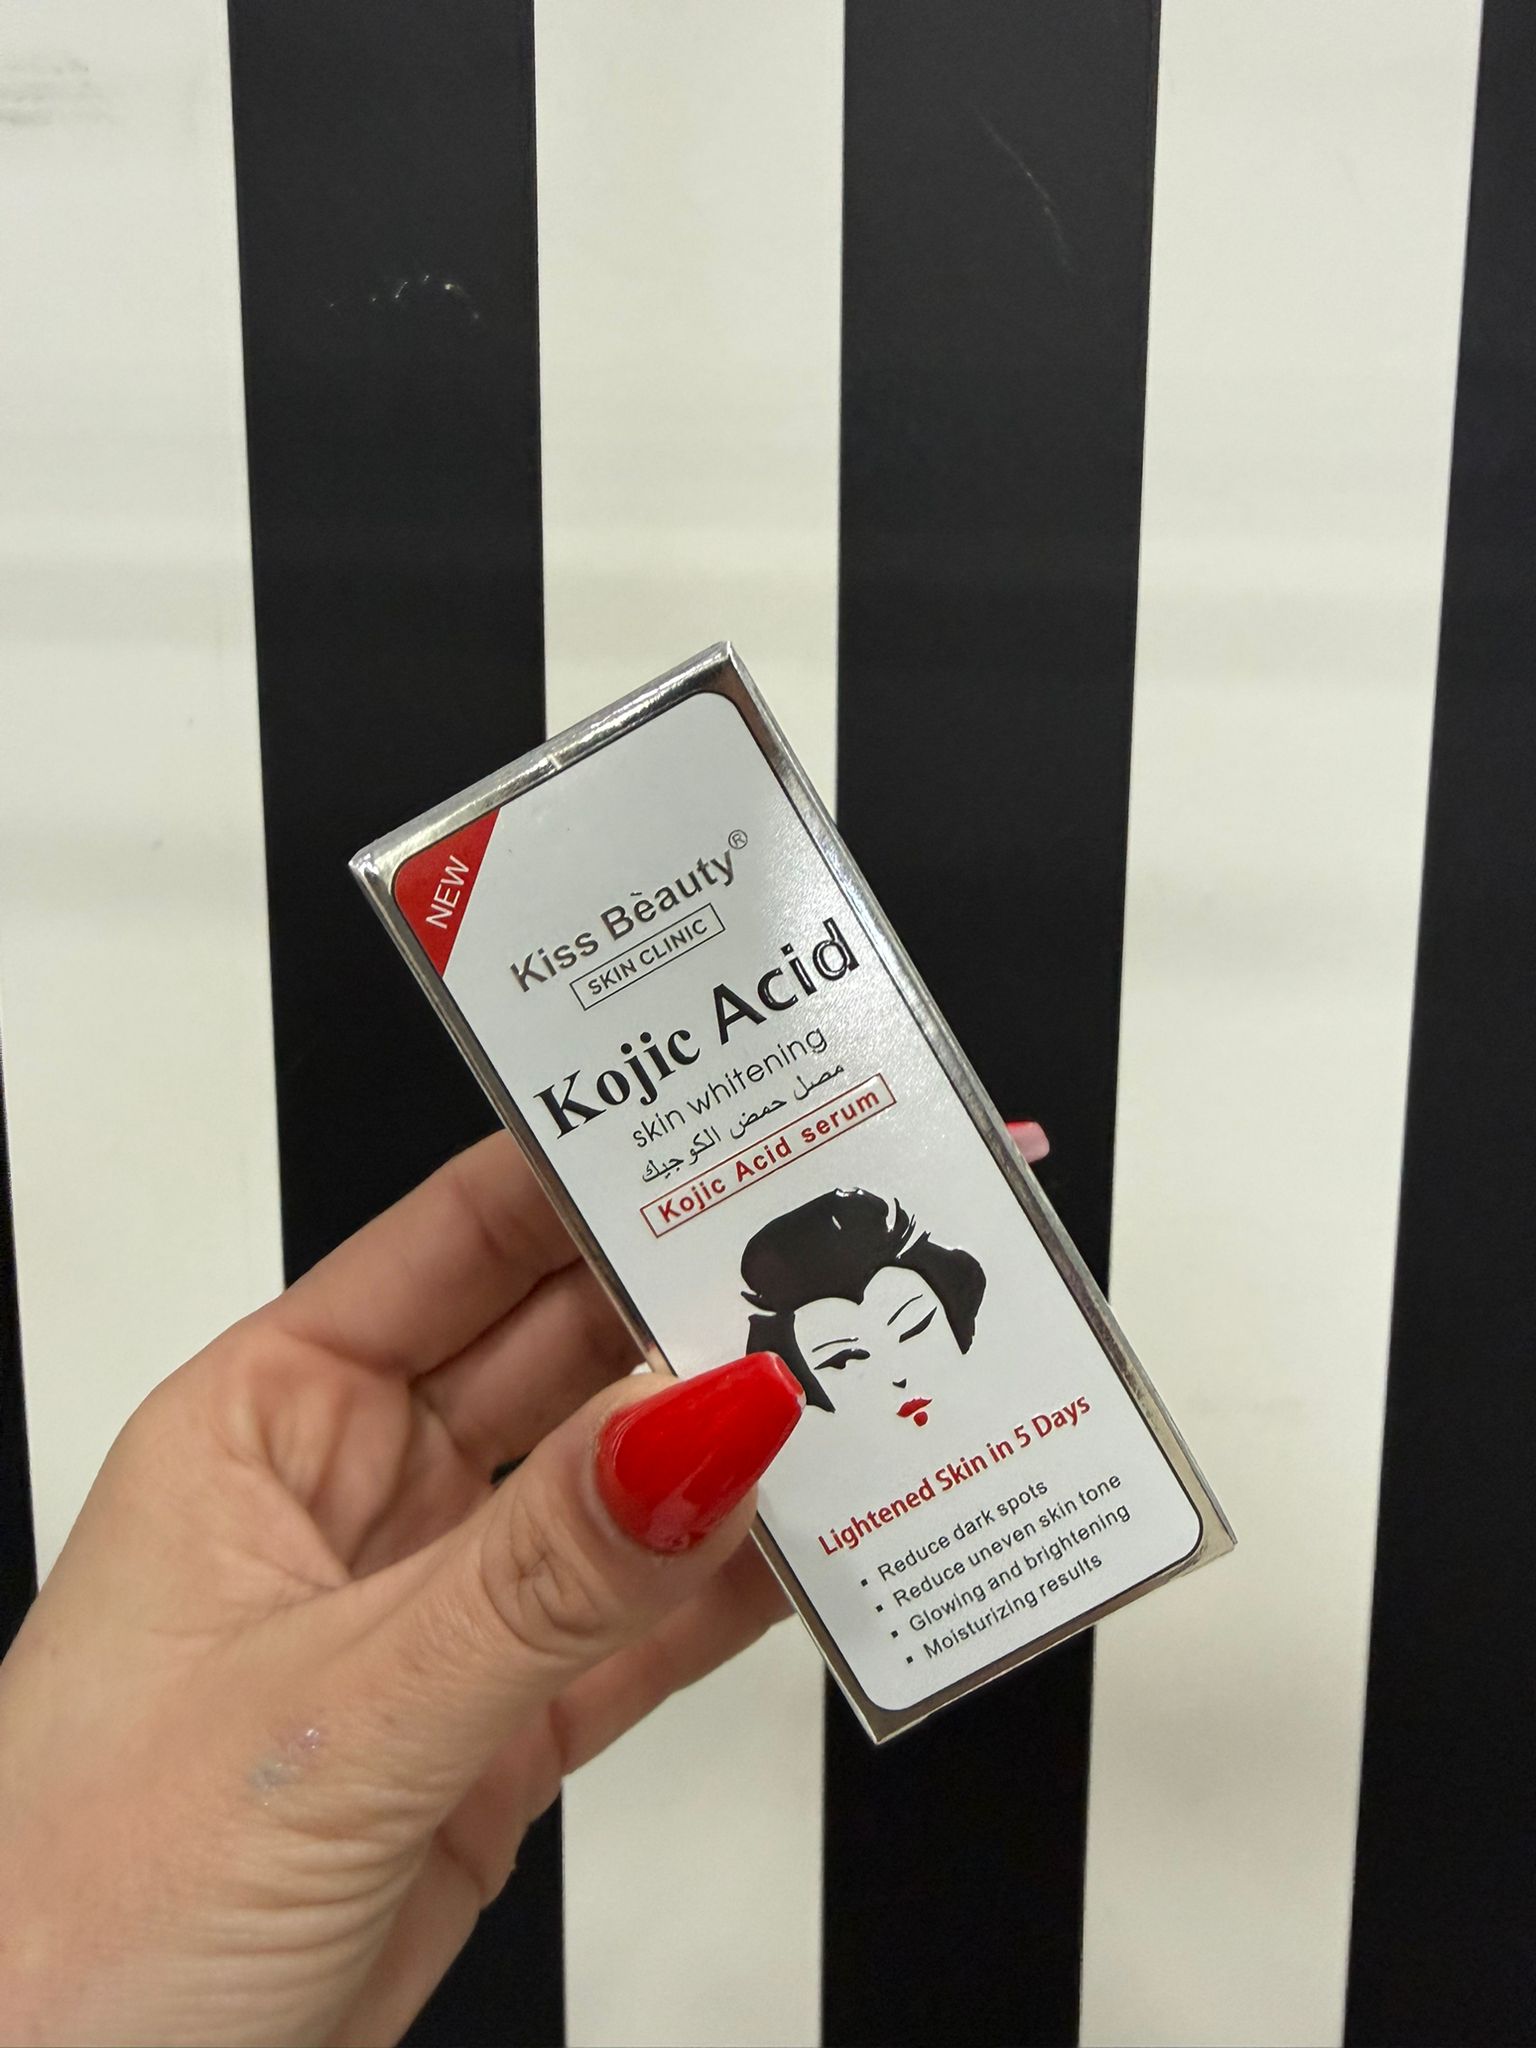 NEW
Kiss Bèauty®
SKIN CLINIC
Kojic Acid
skin whitening
مصل حمض الكوجيك
Kojic Acid serum
Lightened Skin in 5 Days
▪ Reduce dark spots
▪ Reduce uneven skin tone
▪ Glowing and brightening
▪ Moisturizing results